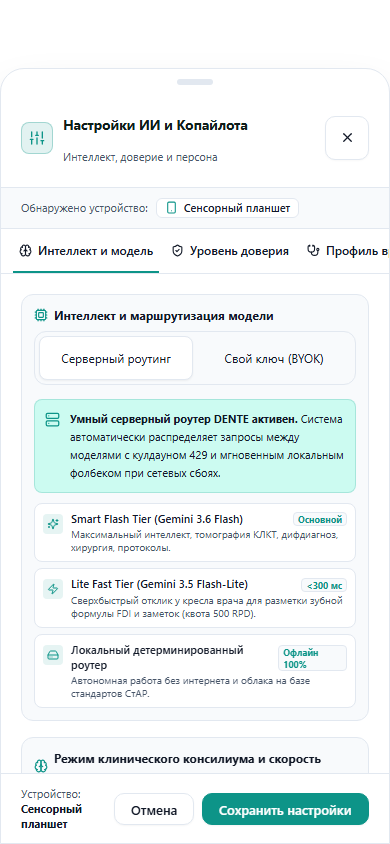 Настройки ИИ и Копайлота
Интеллект, доверие и персона
Обнаружено устройство: Сенсорный планшет
Интеллект и модель Уровень доверия Профиль в
Интеллект и маршрутизация модели
Серверный роутинг Свой ключ (BYOK)
Умный серверный роутер DENTE активен. Система
автоматически распределяет запросы между
моделями с кулдауном 429 и мгновенным локальным
фолбеком при сетевых сбоях.
Smart Flash Tier (Gemini 3.6 Flash) Основной
Максимальный интеллект, томография КЛКТ, дифдиагноз,
хирургия, протоколы.
Lite Fast Tier (Gemini 3.5 Flash-Lite) <300 мс
Сверхбыстрый отклик у кресла врача для разметки зубной
формулы FDI и заметок (квота 500 RPD).
Локальный детерминированный
роутер
Офлайн
100%
Автономная работа без интернета и облака на базе
стандартов СтАР.
Режим клинического консилиума и скорость
Устройство:
Сенсорный
планшет
Отмена Сохранить настройки